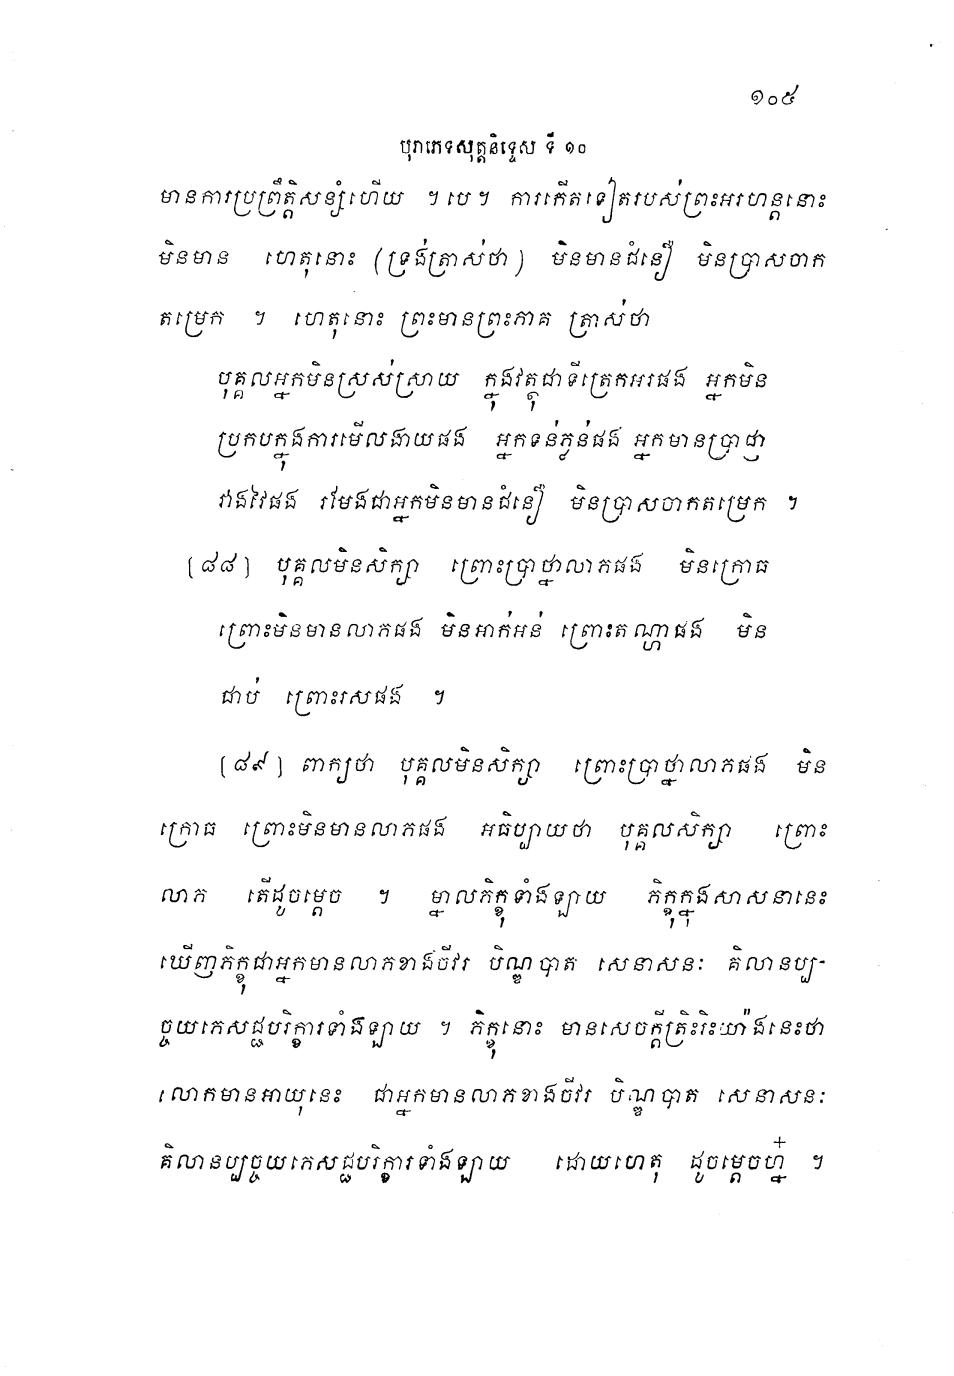 ១០៥
បុរាភេទសុត្តនិទ្ទេស ទី ១០
មានការប្រព្រឹត្តិសន្សំហើយ ។ បេ ។ ការកើតទៀតរបស់ព្រះអរហន្តនោះ
មិនមាន ហេតុនោះ (ទ្រង់ត្រាស់ថា) មិនមានជំនឿ មិនប្រាសចាក
តម្រេក ។ ហេតុនោះ ព្រះមានព្រះភាគ ត្រាស់ថា
បុគ្គលអ្នកមិនស្រស់ស្រាយ ក្នុងវត្ថុជាទីត្រេកអរផង អ្នកមិន
ប្រកបក្នុងការមើលងាយផង អ្នកទន់ភ្លន់ផង អ្នកមានប្រាជ្ញា
វាងវៃផង រមែងជាអ្នកមិនមានជំនឿ មិនប្រាសចាកតម្រេក ។
[៨៨] បុគ្គលមិនសិក្សា ព្រោះប្រាថ្នាលាភផង មិនក្រោធ
ព្រោះមិនមានលាភផង មិនអាក់អន់ ព្រោះតណ្ហាផង មិន
ជាប់ ព្រោះរសផង ។
[៨៩] ពាក្យថា បុគ្គលមិនសិក្សា ព្រោះប្រាថ្នាលាភផង មិន
ក្រោធ ព្រោះមិនមានលាភផង អធិប្បាយថា បុគ្គលសិក្សា ព្រោះ
លាភ តើដូចម្តេច ។ ម្នាលភិក្ខុទាំងឡាយ ភិក្ខុក្នុងសាសនានេះ
ឃើញភិក្ខុជាអ្នកមានលាភខាងចីវរ បិណ្ឌបាត សេនាសនៈ គិលានប្ប-
ច្ចយភេសជ្ជបរិក្ខារទាំងឡាយ ។ ភិក្ខុនោះ មានសេចក្តីត្រិះរិះយ៉ាងនេះថា
លោកមានអាយុនេះ ជាអ្នកមានលាភខាងចីវរ បិណ្ឌបាត សេនាសនៈ
គិលានប្បច្ចយភេសជ្ជបរិក្ខារទាំងឡាយ ដោយហេតុ ដូចម្តេចហ្ន៎ ។